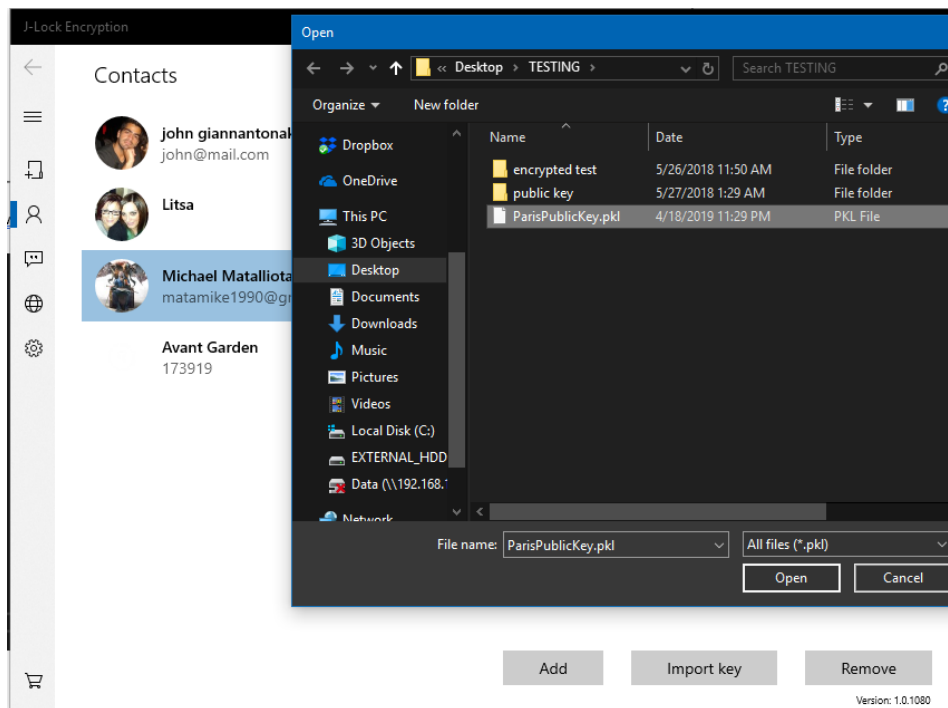 J-Lock Encryption
Contacts
john giannantonak
john@mail.com
Litsa
Michael Matalliota
matamike1990@g
Avant Garden
173919
Open
« Desktop > TESTING >
Search TESTING
Organize
New folder
Name Date Type
Dropbox
OneDrive
This PC
3D Objects
Desktop
Documents
Downloads
Music
Pictures
Videos
Local Disk (C:)
EXTERNAL_HDD
Data (\\192.168.1
Network
encrypted test 5/26/2018 11:50 AM File folder
public key 5/27/2018 1:29 AM File folder
ParisPublicKey.pkl 4/18/2019 11:29 PM PKL File
File name: ParisPublicKey.pkl
All files (*.pkl)
Open Cancel
Add Import key Remove
Version: 1.0.1080